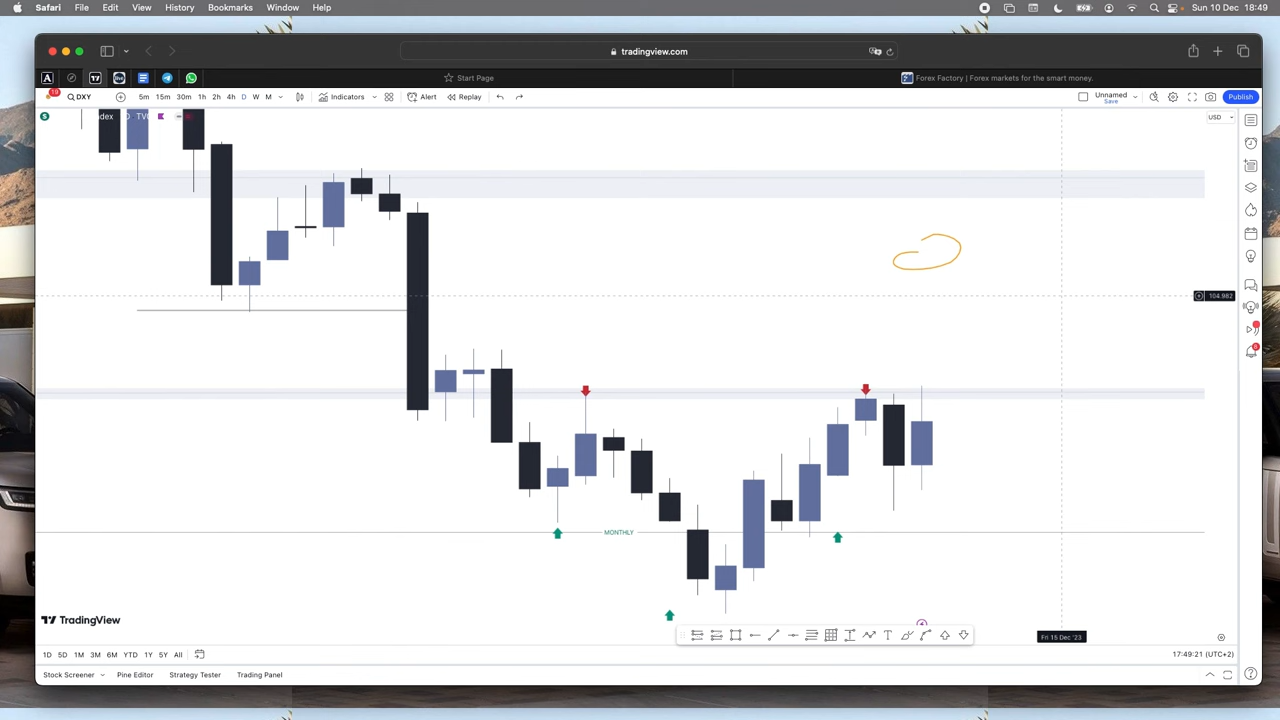 Safari File Edit View History Bookmarks Window Help Sun 10 Dec 18:49
tradingview.com
Start Page
Forex Factory | Forex markets for the smart money.
19
DXY 5m 15m 30m 1h 2h 4h D W M Indicators Alert Replay Unnamed Save Publish
S
TVC
USD
104.982
MONTHLY
TradingView
Fri 15 Dec '23
1D 5D 1M 3M 6M YTD 1Y 5Y All
17:49:21 (UTC+2)
Stock Screener Pine Editor Strategy Tester Trading Panel